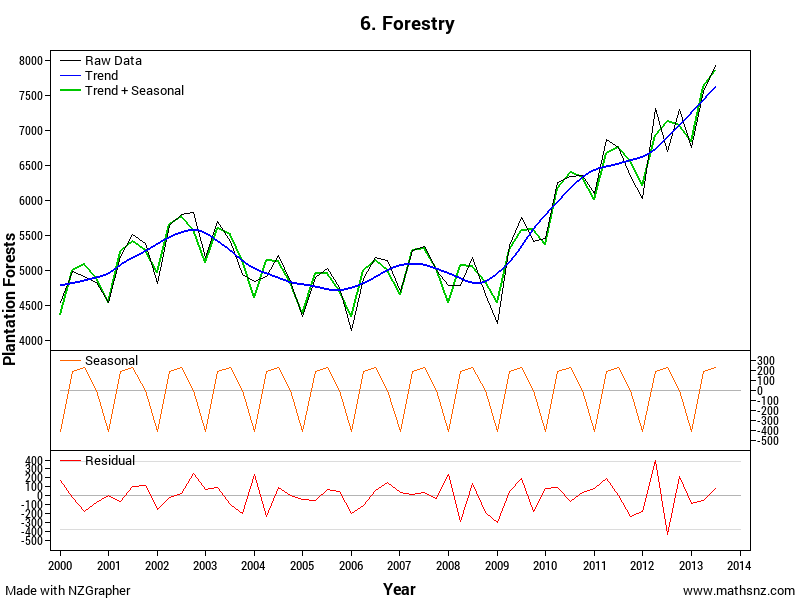 6. Forestry
Raw Data
Trend
Trend + Seasonal
8000
7500
7000
6500
6000
5500
5000
4500
4000
Plantation Forests
Seasonal
300
200
100
0
-100
-200
-300
-400
-500
Residual
400
300
200
100
0
-100
-200
-300
-400
-500
2000 2001 2002 2003 2004 2005 2006 2007 2008 2009 2010 2011 2012 2013 2014
Made with NZGrapher
Year
www.mathsnz.com